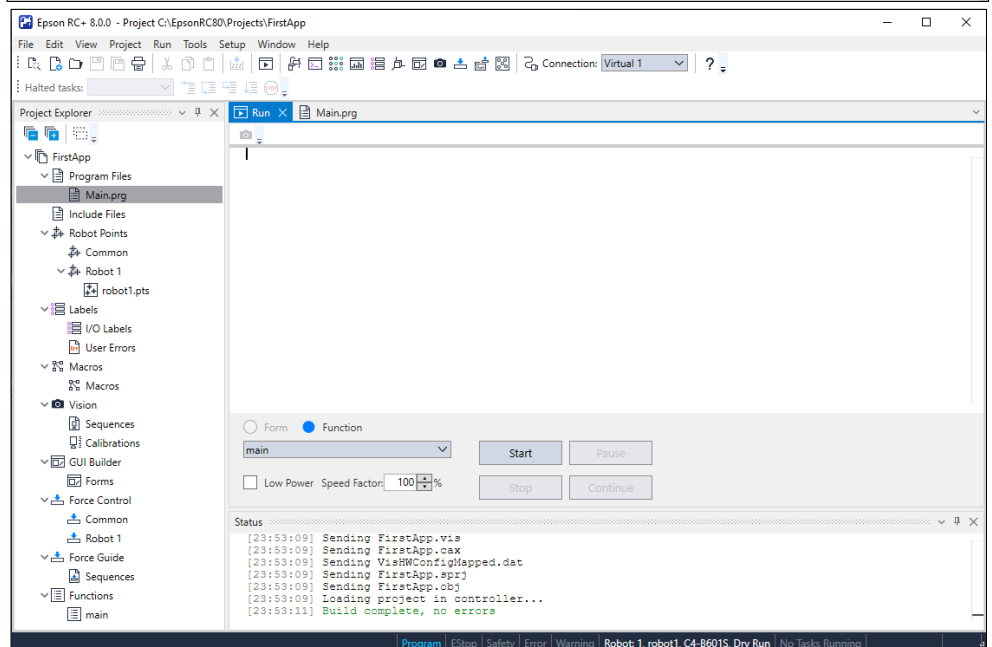 Epson RC+ 8.0.0 - Project C:\EpsonRC80\Projects\FirstApp
File Edit View Project Run Tools Setup Window Help
Connection: Virtual 1 ?
Halted tasks:
Project Explorer
Run Main.prg
FirstApp
Program Files
Main.prg
Include Files
Robot Points
Common
Robot 1
robot1.pts
Labels
I/O Labels
User Errors
Macros
Macros
Vision
Sequences
Calibrations
GUI Builder
Forms
Force Control
Common
Robot 1
Force Guide
Sequences
Functions
main
Form Function
main
Start Pause
Low Power Speed Factor: 100 %
Stop Continue
Status
[23:53:09] Sending FirstApp.vis
[23:53:09] Sending FirstApp.cax
[23:53:09] Sending VisHWConfigMapped.dat
[23:53:09] Sending FirstApp.sprj
[23:53:09] Sending FirstApp.obj
[23:53:09] Loading project in controller...
[23:53:11] Build complete, no errors
Program EStop Safety Error Warning Robot: 1, robot1, C4-B601S, Dry Run No Tasks Running